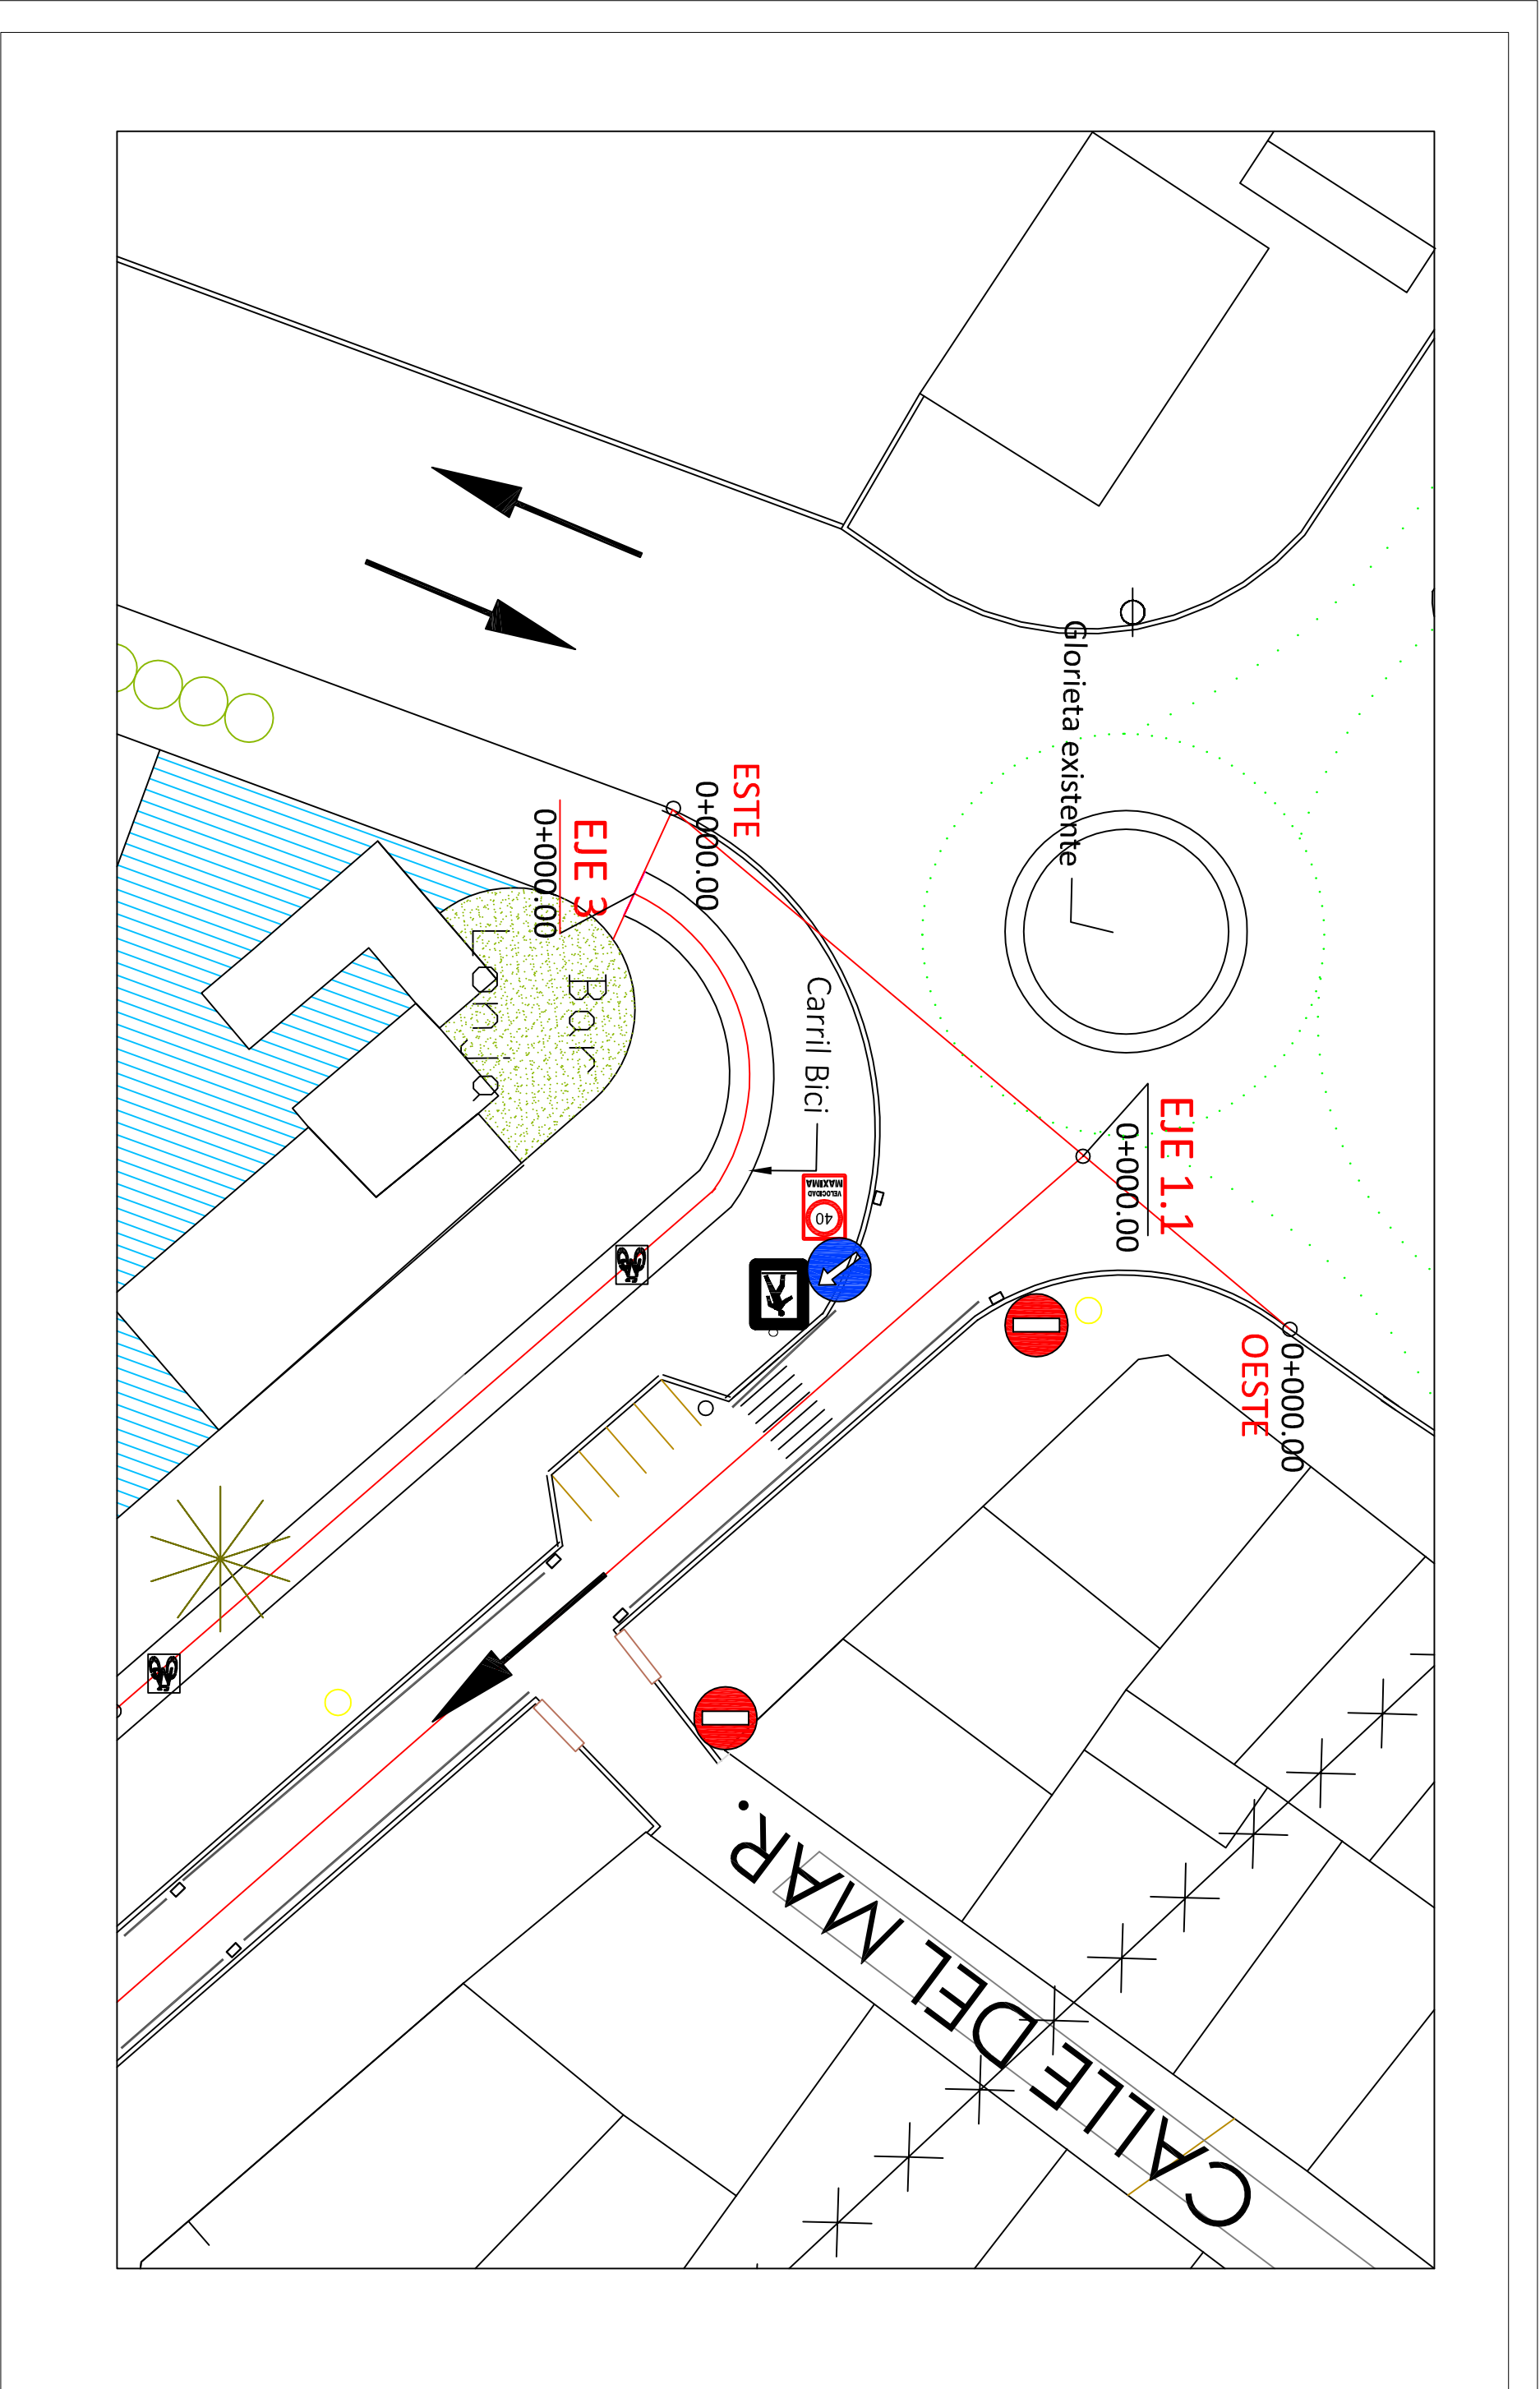 Glorieta existente
ESTE
0+000.00
EJE 3
0+000.00
Bar
Lonja
Carril Bici
VELOCIDAD
MAXIMA
40
EJE 1.1
0+000.00
OESTE
0+000.00
CALLE DEL MAR.